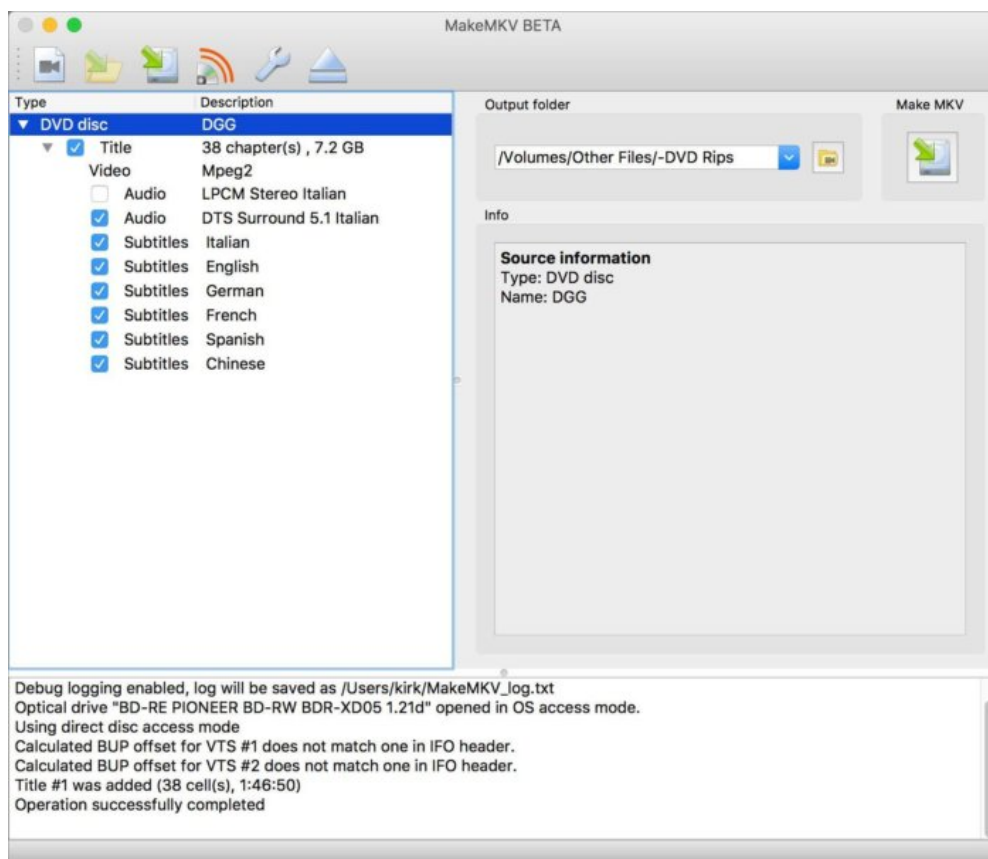 MakeMKV BETA
Type Description
DVD disc DGG
Title 38 chapter(s) , 7.2 GB
Video Mpeg2
Audio LPCM Stereo Italian
Audio DTS Surround 5.1 Italian
Subtitles Italian
Subtitles English
Subtitles German
Subtitles French
Subtitles Spanish
Subtitles Chinese
Output folder
/Volumes/Other Files/-DVD Rips
Make MKV
Info
Source information
Type: DVD disc
Name: DGG
Debug logging enabled, log will be saved as /Users/kirk/MakeMKV_log.txt
Optical drive "BD-RE PIONEER BD-RW BDR-XD05 1.21d" opened in OS access mode.
Using direct disc access mode
Calculated BUP offset for VTS #1 does not match one in IFO header.
Calculated BUP offset for VTS #2 does not match one in IFO header.
Title #1 was added (38 cell(s), 1:46:50)
Operation successfully completed